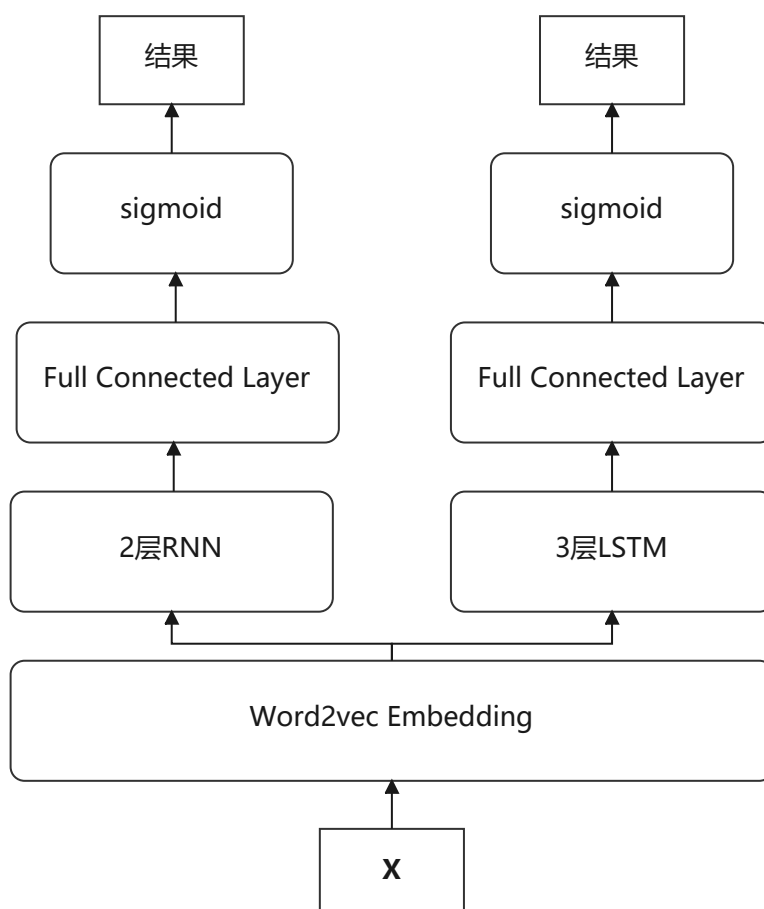 结果
结果
sigmoid
sigmoid
Full Connected Layer
Full Connected Layer
2层RNN
3层LSTM
Word2vec Embedding
X